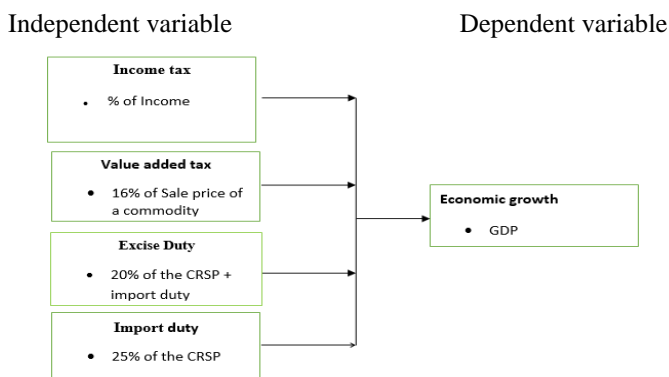 Independent variable
Dependent variable
Income tax
• % of Income
Value added tax
• 16% of Sale price of
a commodity
Excise Duty
• 20% of the CRSP +
import duty
Import duty
• 25% of the CRSP
Economic growth
• GDP